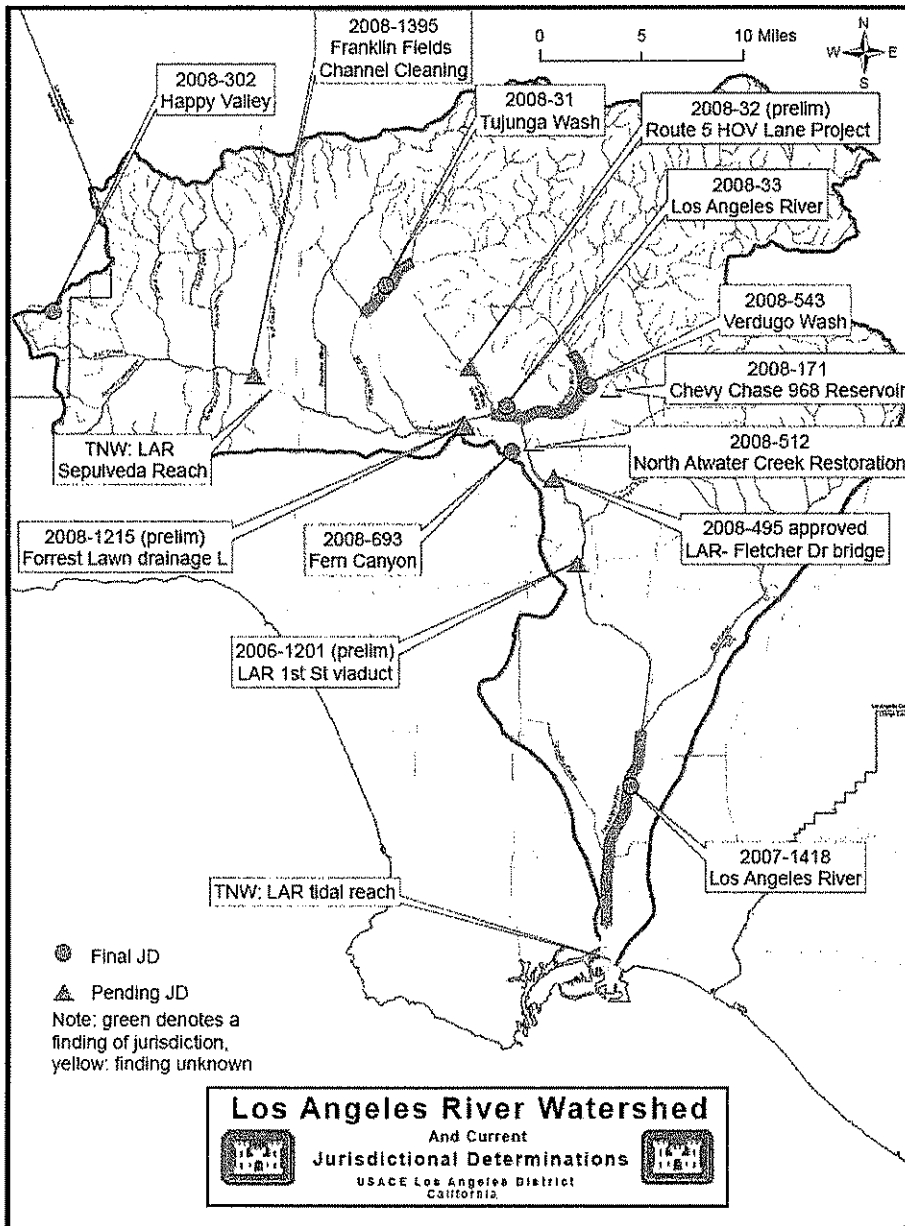 2008-1395
Franklin Fields
Channel Cleaning
0 5 10 Miles
N
W E
S
2008-302
Happy Valley
2008-31
Tujunga Wash
2008-32 (prelim)
Route 5 HOV Lane Project
2008-33
Los Angeles River
2008-543
Verdugo Wash
2008-171
Chevy Chase 968 Reservoir
TNW: LAR
Sepulveda Reach
2008-512
North Atwater Creek Restoration
2008-1215 (prelim)
Forrest Lawn drainage L
2008-693
Fern Canyon
2008-495 approved
LAR- Fletcher Dr bridge
2006-1201 (prelim)
LAR 1st St viaduct
2007-1418
Los Angeles River
TNW: LAR tidal reach
Final JD
Pending JD
Note: green denotes a
finding of jurisdiction,
yellow: finding unknown
Los Angeles River Watershed
And Current
Jurisdictional Determinations
USACE Los Angeles District
California